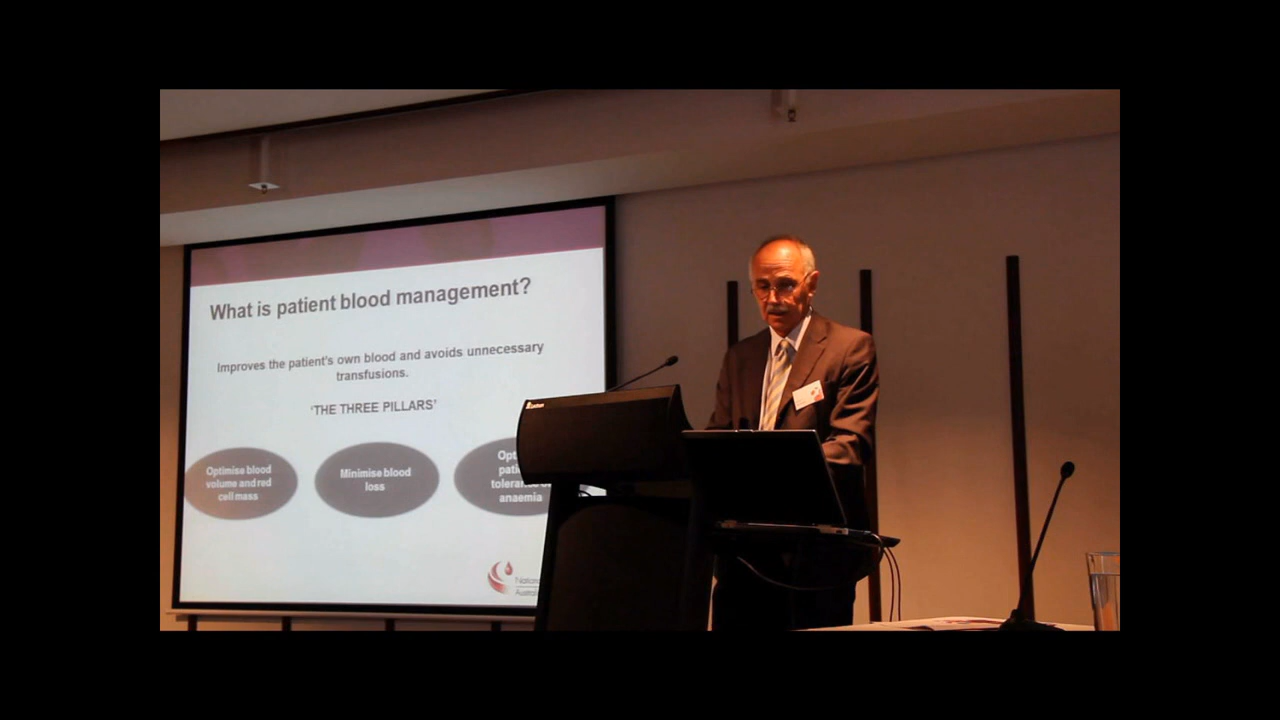 What is patient blood management?
Improves the patient's own blood and avoids unnecessary
transfusions.
'THE THREE PILLARS'
Optimise blood
volume and red
cell mass
Minimise blood
loss
anaemia